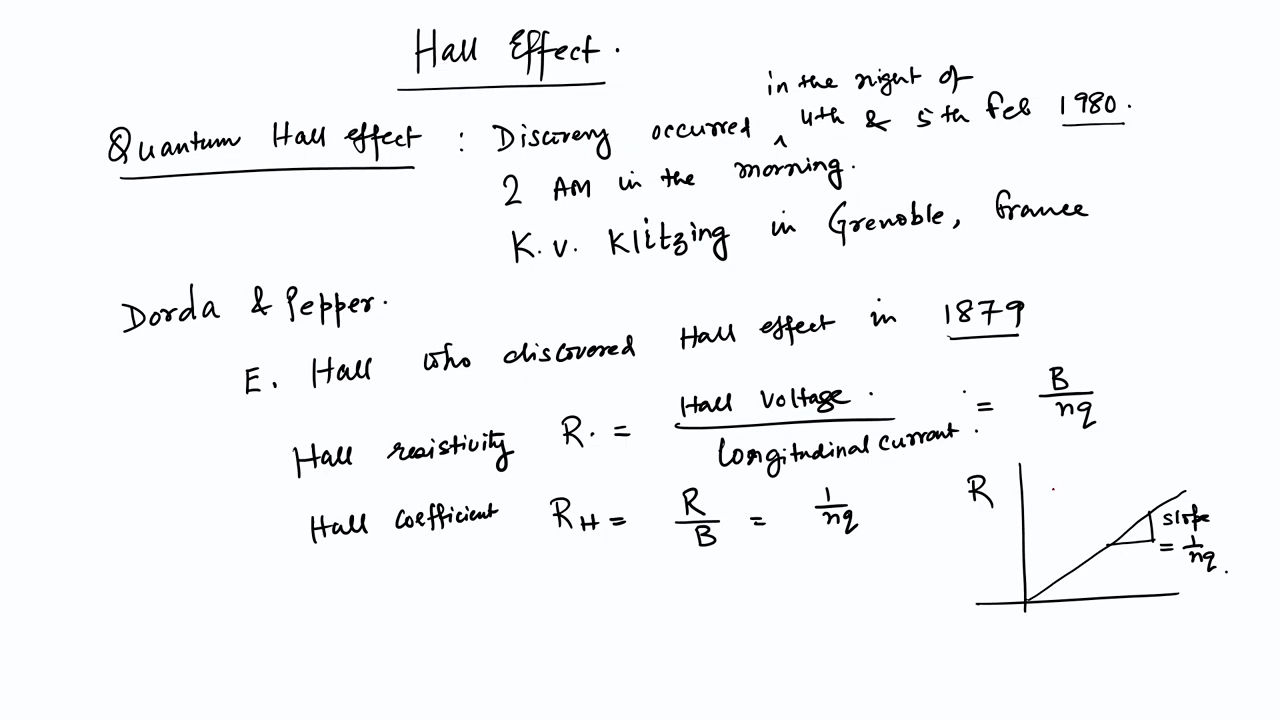 Hall Effect.
Quantum Hall effect : Discovery occurred in the night of 4th & 5th Feb 1980.
2 AM in the morning.
K. v. Klitzing in Grenoble, France
Dorda & Pepper.
E. Hall who discovered Hall effect in 1879
Hall resistivity R. = Hall Voltage. / longitudinal current. = B / nq
Hall coefficient R_H = R / B = 1 / nq
R
slope
= 1 / nq.